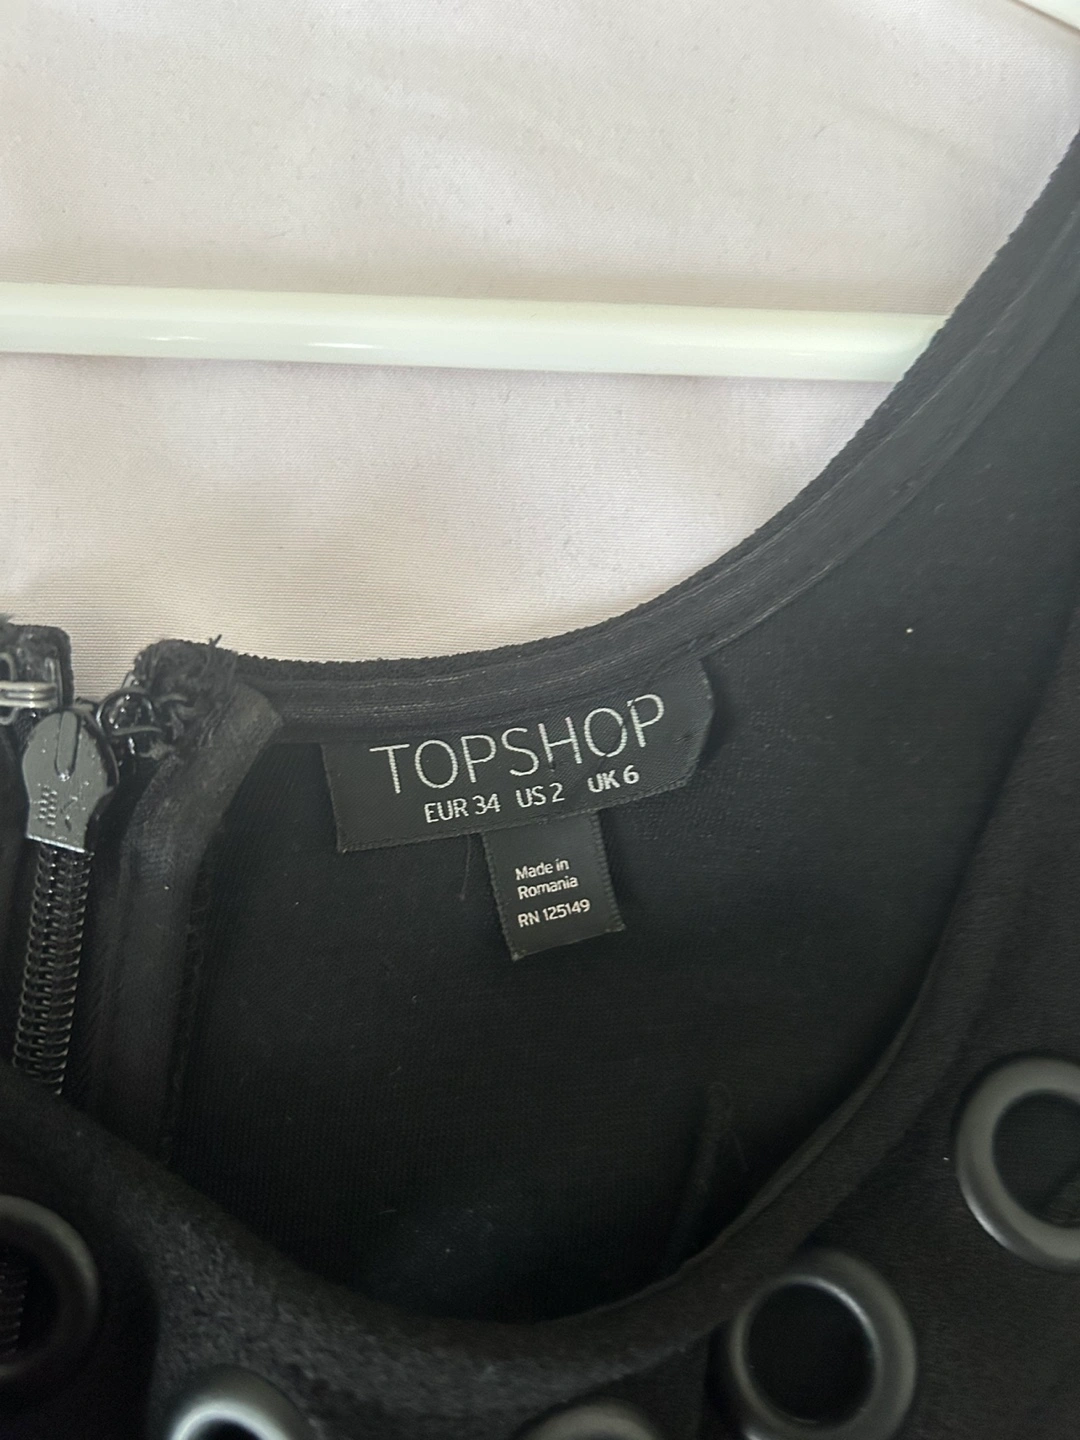 TOPSHOP
EUR 34 US 2 UK 6
Made in
Romania
RN 125149